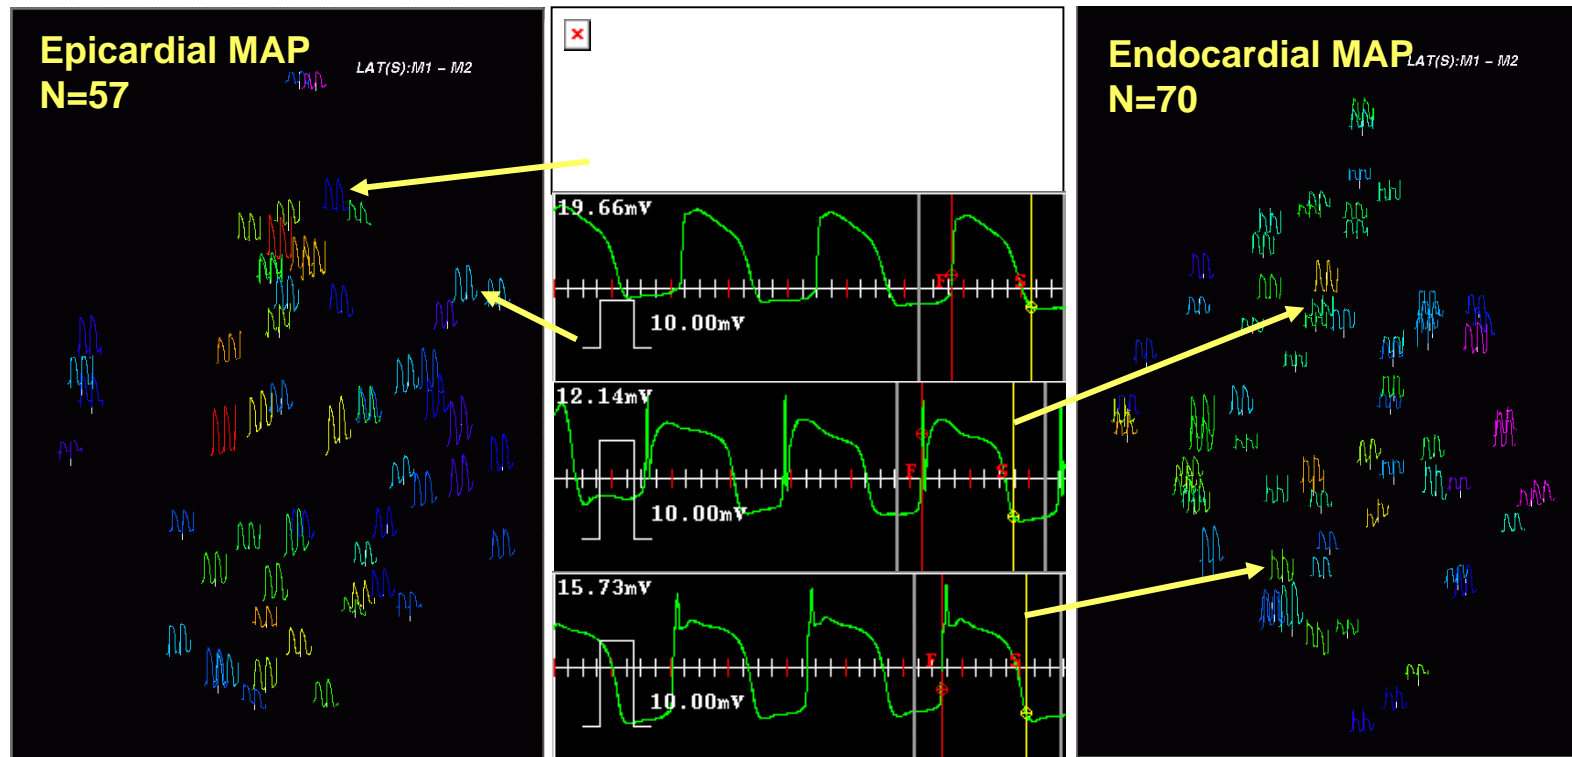 Epicardial MAP
N=57
LAT(S):M1 – M2
19.66mV
F
S
10.00mV
12.14mV
F
S
10.00mV
15.73mV
F
S
10.00mV
Endocardial MAP
LAT(S):M1 – M2
N=70